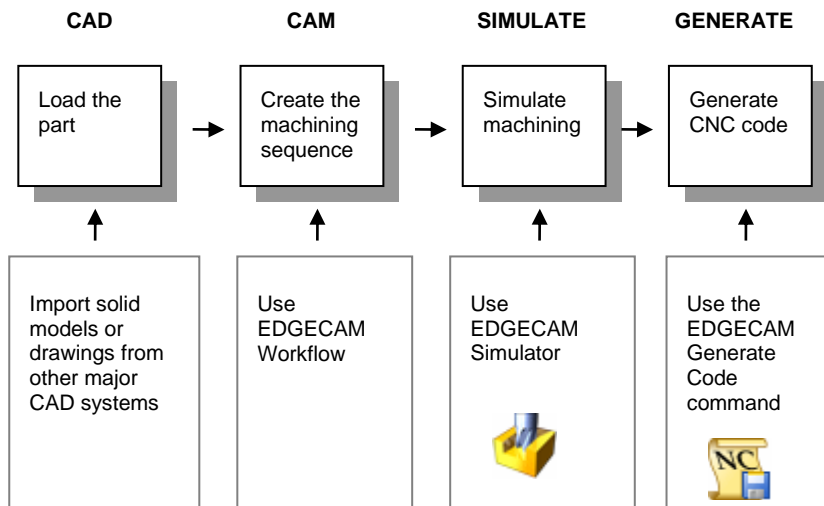 CAD
CAM
SIMULATE
GENERATE
Load the
part
Create the
machining
sequence
Simulate
machining
Generate
CNC code
Import solid
models or
drawings from
other major
CAD systems
Use
EDGECAM
Workflow
Use
EDGECAM
Simulator
Use the
EDGECAM
Generate
Code
command
NC